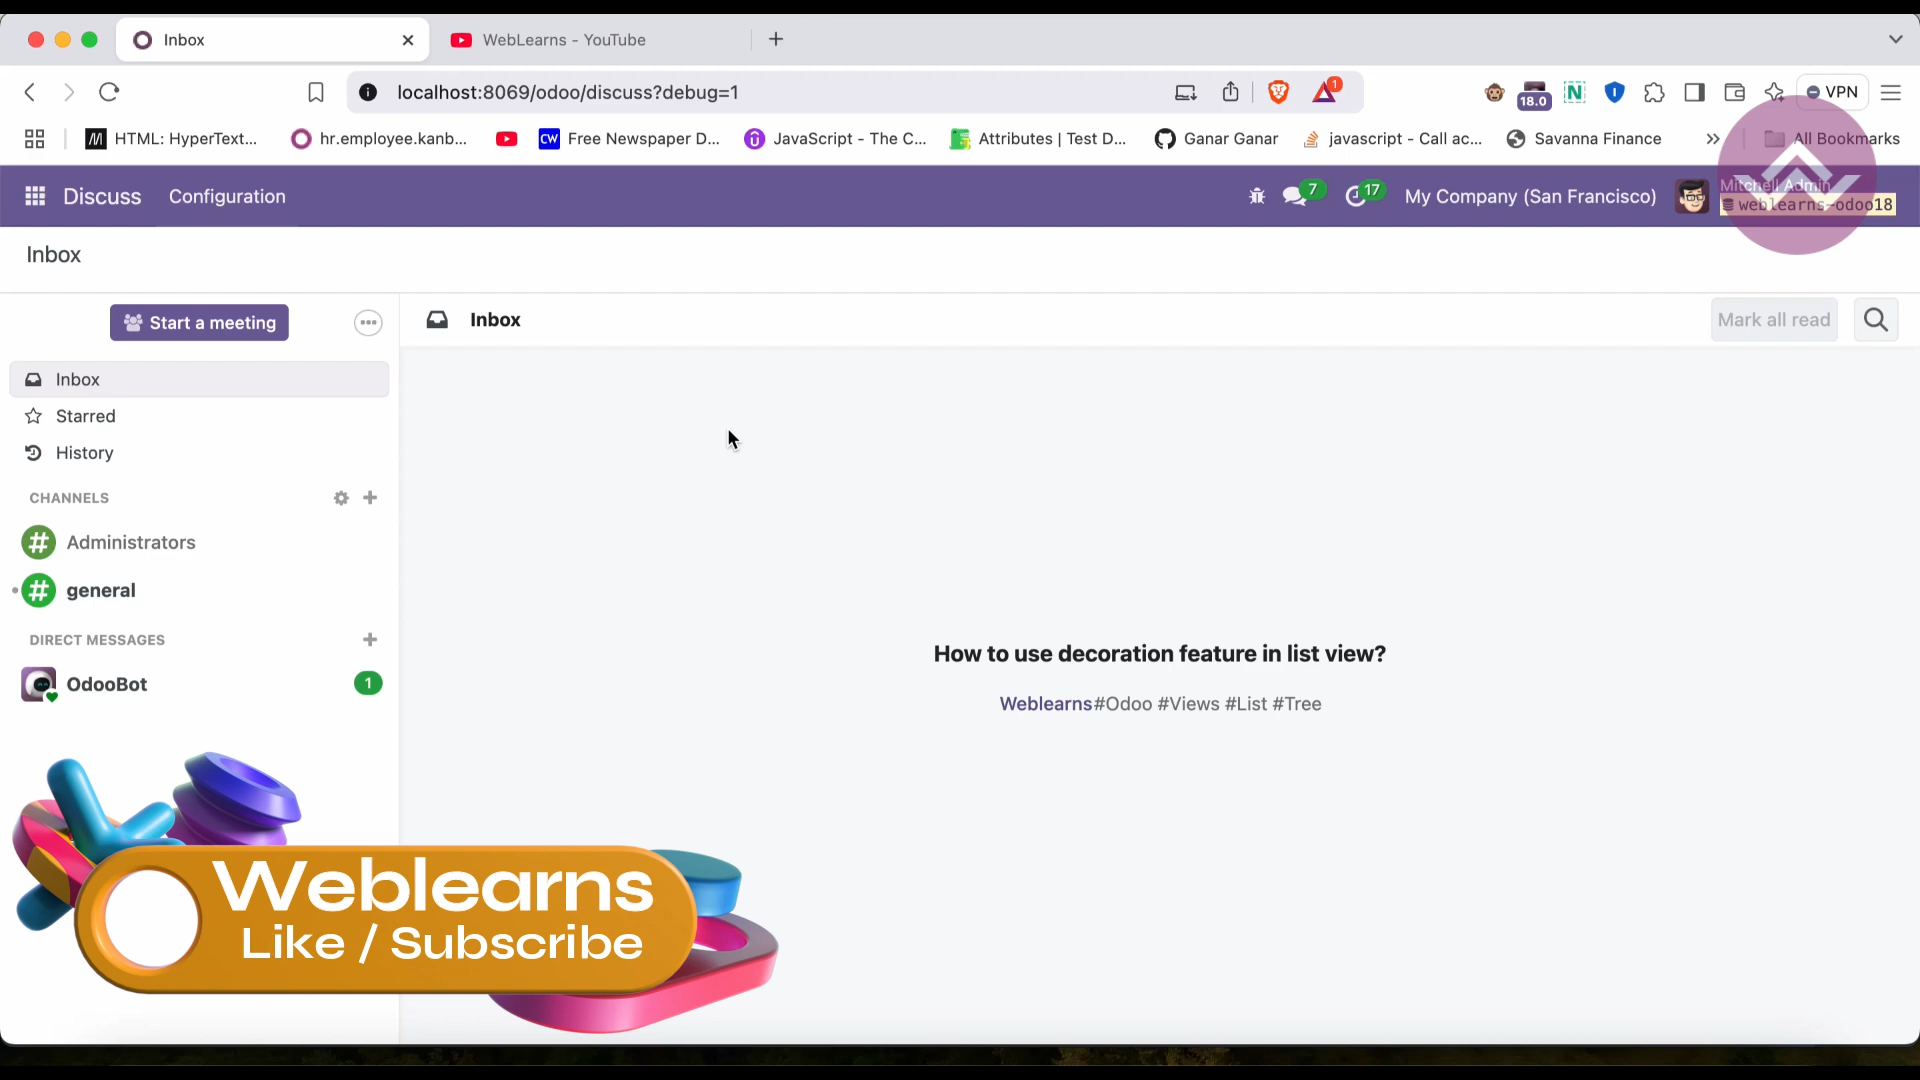 Inbox
WebLearns - YouTube
localhost:8069/odoo/discuss?debug=1
1
18.0
N
VPN
HTML: HyperText...
hr.employee.kanb...
CW
Free Newspaper D...
JavaScript - The C...
Attributes | Test D...
Ganar Ganar
javascript - Call ac...
Savanna Finance
All Bookmarks
Discuss
Configuration
7
17
My Company (San Francisco)
Mitchell Admin
weblearns-odoo18
Inbox
Start a meeting
Inbox
Mark all read
Inbox
Starred
History
CHANNELS
# Administrators
# general
DIRECT MESSAGES
OdooBot
1
How to use decoration feature in list view?
Weblearns#Odoo #Views #List #Tree
Weblearns
Like / Subscribe